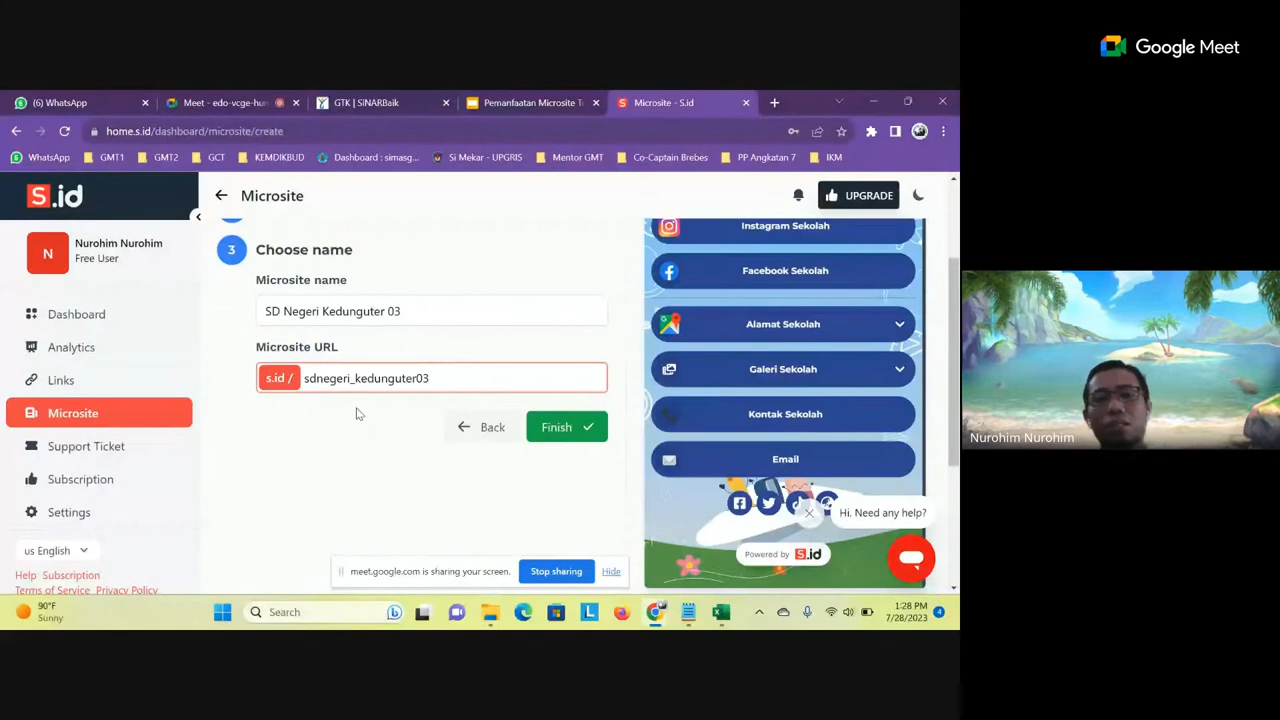 Google Meet
(6) WhatsApp
Meet - edo-vcge-hun
GTK | SINARBaik
Pemanfaatan Microsite T
Microsite - S.id
home.s.id/dashboard/microsite/create
WhatsApp
GMT1
GMT2
GCT
KEMDIKBUD
Dashboard : simasg
Si Mekar - UPGRIS
Mentor GMT
Co-Captain Brebes
PP Angkatan 7
IKM
S.id
Microsite
UPGRADE
N
Nurohim Nurohim
Free User
Dashboard
Analytics
Links
Microsite
Support Ticket
Subscription
Settings
us English
Help Subscription
Terms of Service Privacy Policy
3
Choose name
Microsite name
SD Negeri Kedunguter 03
Microsite URL
s.id / sdnegeri_kedunguter03
Back
Finish
Instagram Sekolah
Facebook Sekolah
Alamat Sekolah
Galeri Sekolah
Kontak Sekolah
Email
Hi. Need any help?
Powered by S.id
meet.google.com is sharing your screen.
Stop sharing
Hide
Nurohim Nurohim
90°F
Sunny
Search
1:28 PM
7/28/2023
4